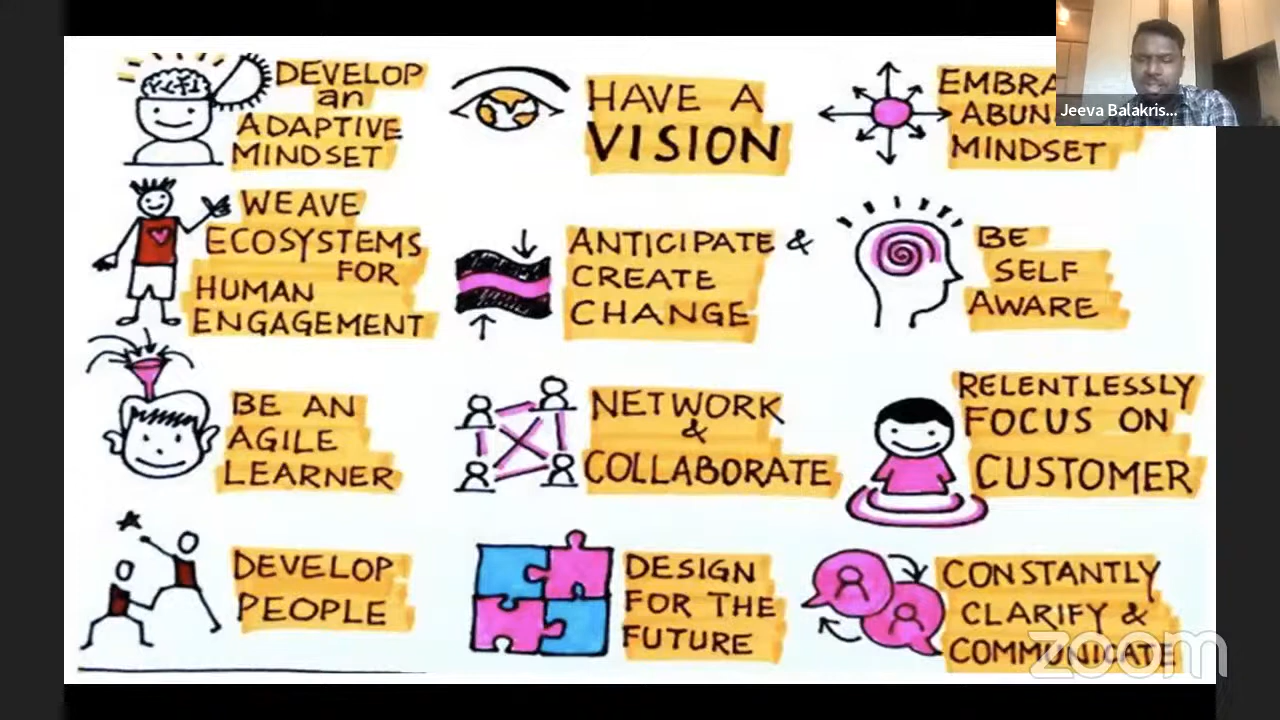 DEVELOP
an
ADAPTIVE
MINDSET
HAVE A
VISION
MINDSET
Jeeva Balakris...
WEAVE
ECOSYSTEMS
FOR
HUMAN
ENGAGEMENT
ANTICIPATE &
CREATE
CHANGE
BE
SELF
AWARE
BE AN
AGILE
LEARNER
NETWORK
&
COLLABORATE
RELENTLESSLY
FOCUS ON
CUSTOMER
DEVELOP
PEOPLE
DESIGN
FOR THE
FUTURE
CONSTANTLY
CLARIFY &
COMMUNICATE
zoom